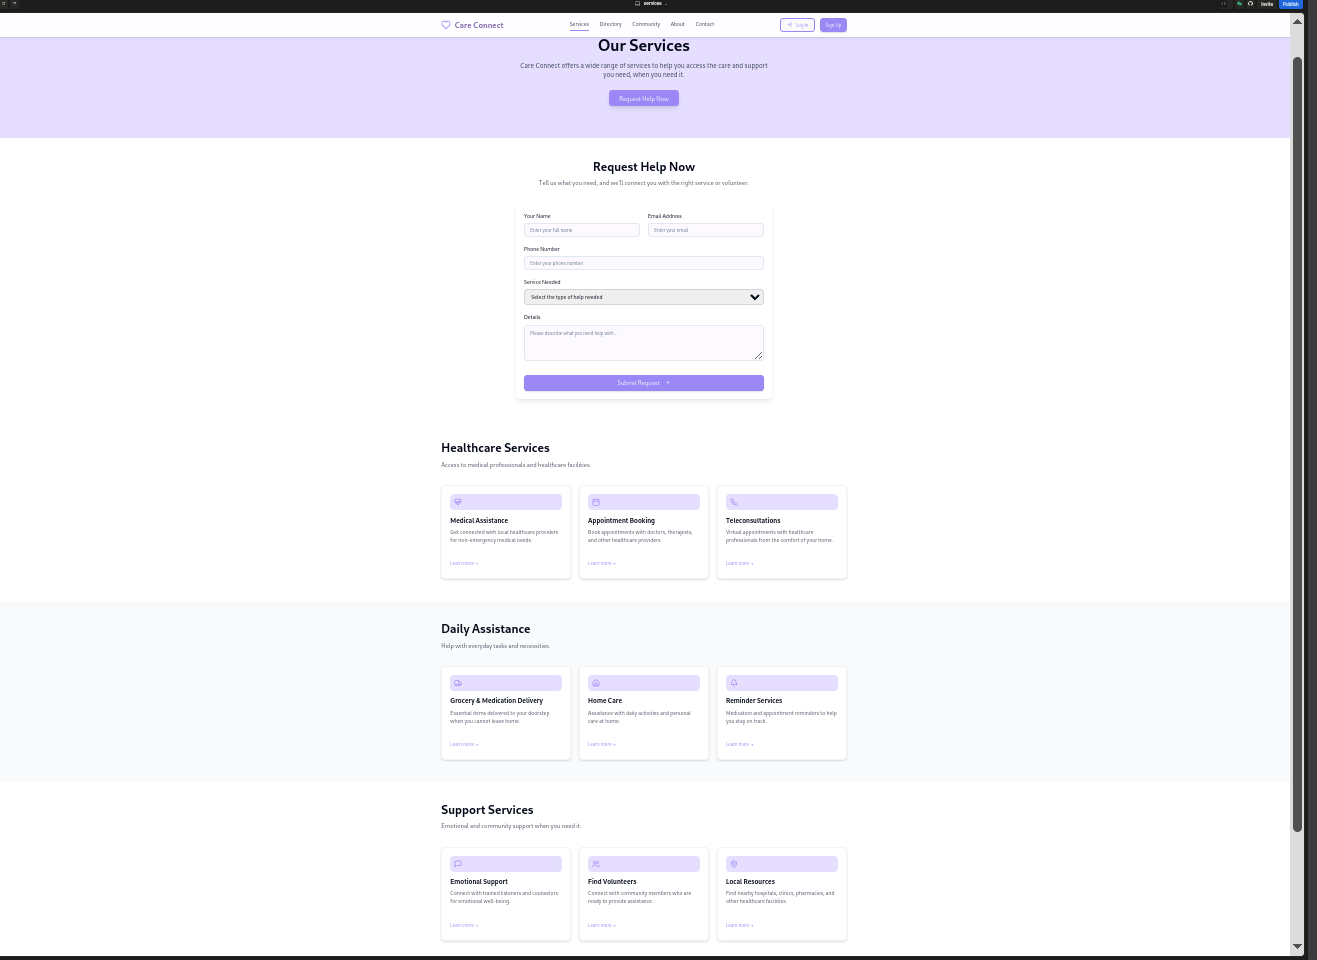 services
Invite
Publish
Care Connect
Services
Directory
Community
About
Contact
Log In
Sign Up
Our Services
Care Connect offers a wide range of services to help you access the care and support
you need, when you need it.
Request Help Now
Request Help Now
Tell us what you need, and we'll connect you with the right service or volunteer.
Your Name
Email Address
Enter your full name
Enter your email
Phone Number
Enter your phone number
Service Needed
Select the type of help needed
Details
Please describe what you need help with...
Submit Request
Healthcare Services
Access to medical professionals and healthcare facilities.
Medical Assistance
Get connected with local healthcare providers
for non-emergency medical needs.
Learn more →
Appointment Booking
Book appointments with doctors, therapists,
and other healthcare providers.
Learn more →
Teleconsultations
Virtual appointments with healthcare
professionals from the comfort of your home.
Learn more →
Daily Assistance
Help with everyday tasks and necessities.
Grocery & Medication Delivery
Essential items delivered to your doorstep
when you cannot leave home.
Learn more →
Home Care
Assistance with daily activities and personal
care at home.
Learn more →
Reminder Services
Medication and appointment reminders to help
you stay on track.
Learn more →
Support Services
Emotional and community support when you need it.
Emotional Support
Connect with trained listeners and counselors
for emotional well-being.
Learn more →
Find Volunteers
Connect with community members who are
ready to provide assistance.
Learn more →
Local Resources
Find nearby hospitals, clinics, pharmacies, and
other healthcare facilities.
Learn more →